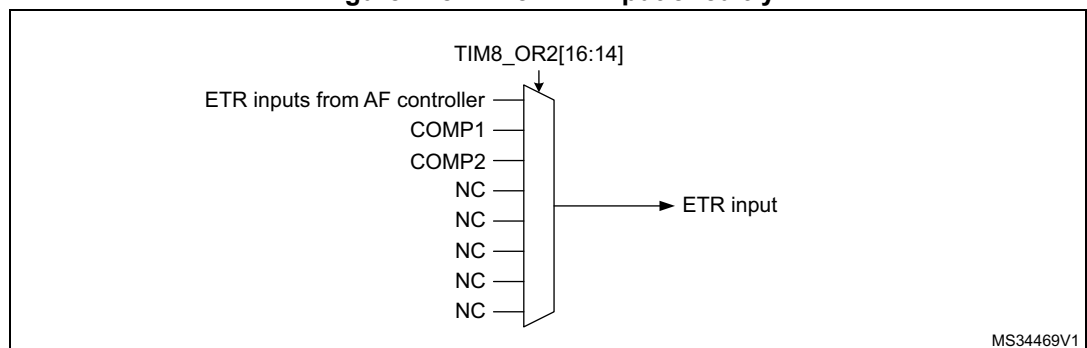 TIM8_OR2[16:14]
ETR inputs from AF controller
COMP1
COMP2
NC
NC
ETR input
NC
NC
NC
MS34469V1